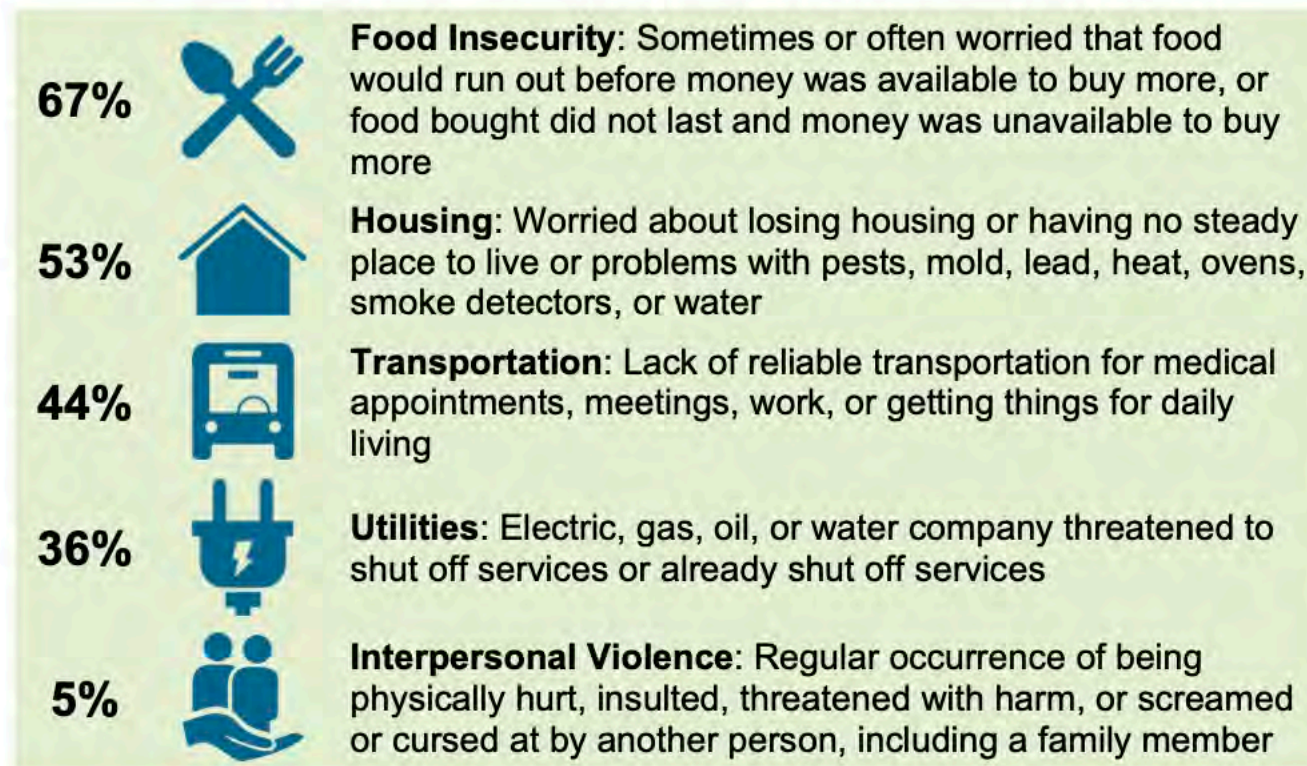 67%
Food Insecurity: Sometimes or often worried that food
would run out before money was available to buy more, or
food bought did not last and money was unavailable to buy
more
53%
Housing: Worried about losing housing or having no steady
place to live or problems with pests, mold, lead, heat, ovens,
smoke detectors, or water
44%
Transportation: Lack of reliable transportation for medical
appointments, meetings, work, or getting things for daily
living
36%
Utilities: Electric, gas, oil, or water company threatened to
shut off services or already shut off services
5%
Interpersonal Violence: Regular occurrence of being
physically hurt, insulted, threatened with harm, or screamed
or cursed at by another person, including a family member